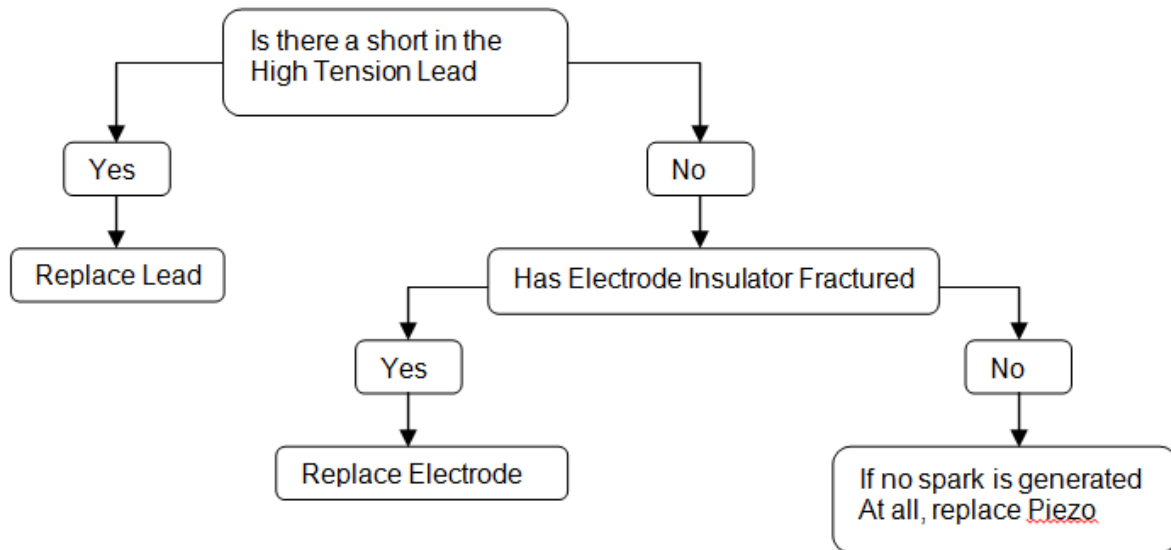 Is there a short in the
High Tension Lead
Yes
No
Replace Lead
Has Electrode Insulator Fractured
Yes
No
Replace Electrode
If no spark is generated
At all, replace Piezo